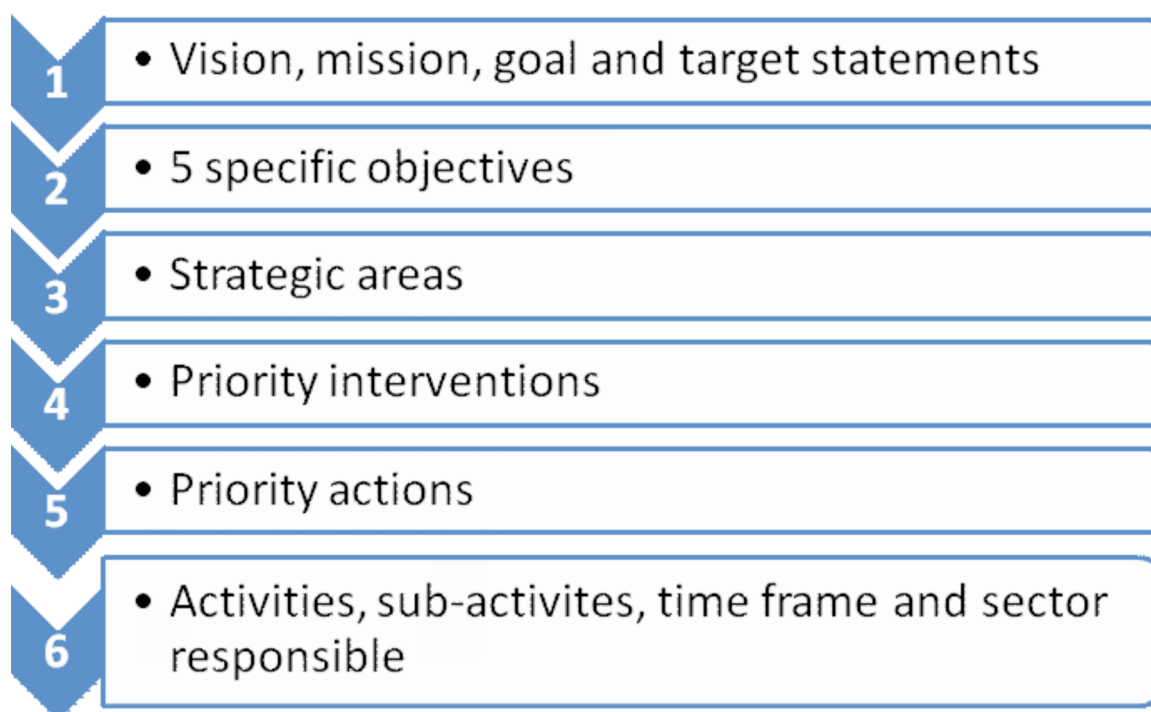 1
• Vision, mission, goal and target statements
2
• 5 specific objectives
3
• Strategic areas
4
• Priority interventions
5
• Priority actions
6
• Activities, sub-activites, time frame and sector
responsible